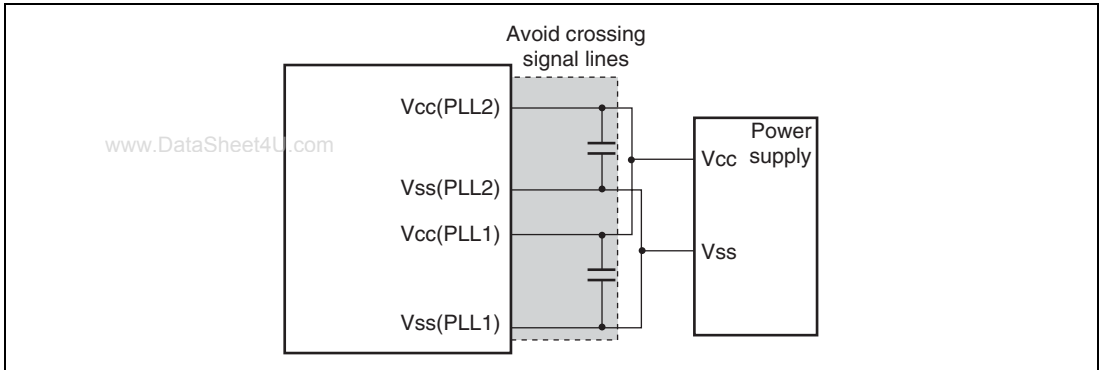 Avoid crossing
signal lines
Vcc(PLL2)
Power
supply
www.DataSheet4U.com
Vcc
Vss(PLL2)
Vcc(PLL1)
Vss
Vss(PLL1)